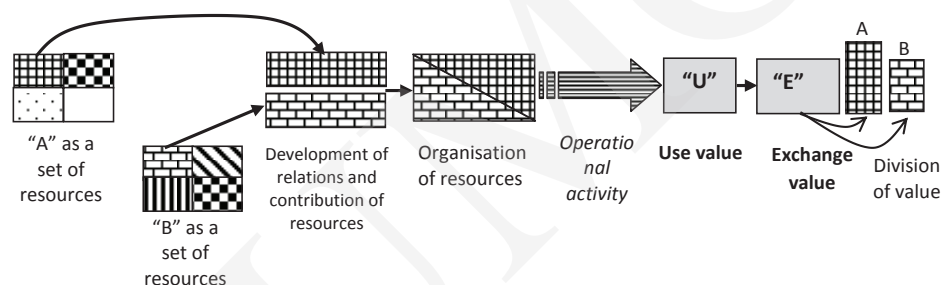 A
B
“U”
“E”
“A” as a
set of
resources
“B” as a
set of
resources
Development of
relations and
contribution of
resources
Organisation
of resources
Operatio
nal
activity
Use value
Exchange
value
Division
of value